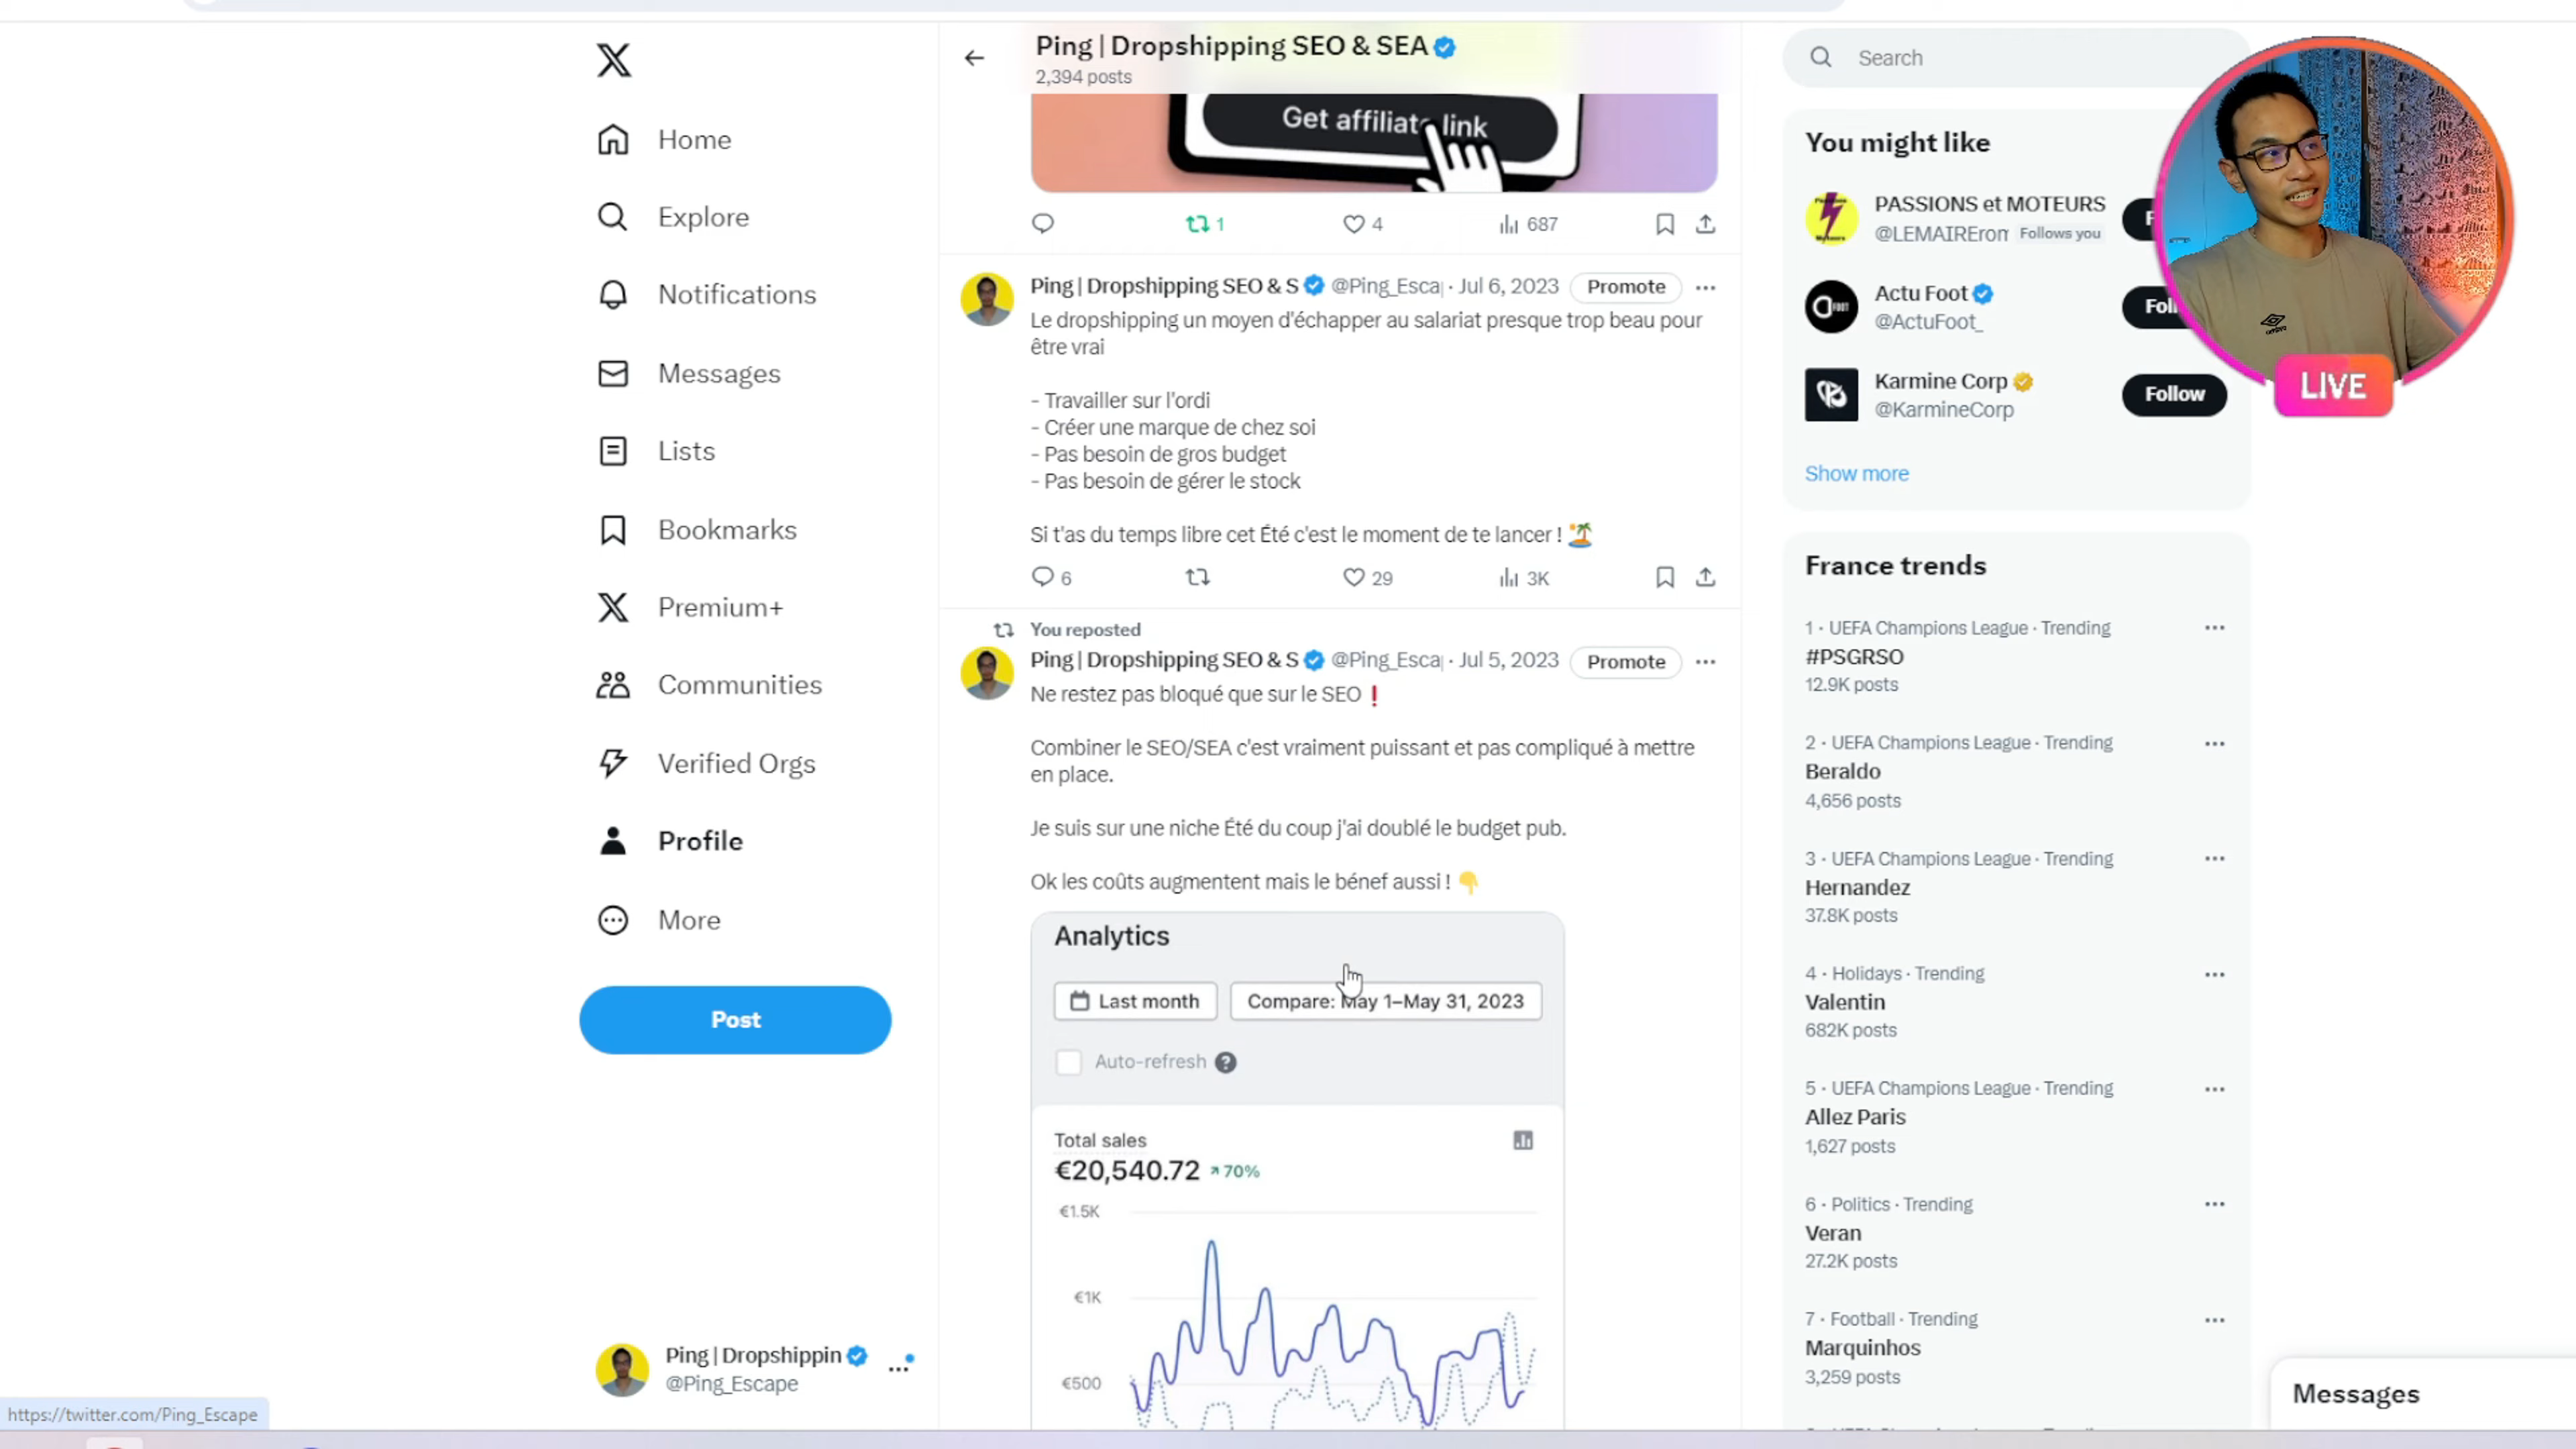 Home
Explore
Notifications
Messages
Lists
Bookmarks
Premium+
Communities
Verified Orgs
Profile
More
Post
Ping | Dropshippin
@Ping_Escape
https://twitter.com/Ping_Escape
Ping | Dropshipping SEO & SEA
2,394 posts
Get affiliate link
1
4
687
Ping | Dropshipping SEO & S @Ping_Esca · Jul 6, 2023 Promote
Le dropshipping un moyen d'échapper au salariat presque trop beau pour
être vrai
- Travailler sur l'ordi
- Créer une marque de chez soi
- Pas besoin de gros budget
- Pas besoin de gérer le stock
Si t'as du temps libre cet Été c'est le moment de te lancer ! 🏝️
6
29
3K
You reposted
Ping | Dropshipping SEO & S @Ping_Esca · Jul 5, 2023 Promote
Ne restez pas bloqué que sur le SEO ❗
Combiner le SEO/SEA c'est vraiment puissant et pas compliqué à mettre
en place.
Je suis sur une niche Été du coup j'ai doublé le budget pub.
Ok les coûts augmentent mais le bénef aussi ! 👇
Analytics
Last month
Compare: May 1–May 31, 2023
Auto-refresh
Total sales
€20,540.72 ↗ 70%
€1.5K
€1K
€500
Search
You might like
PASSIONS et MOTEURS
@LEMAIREron Follows you
Actu Foot
@ActuFoot_
Fol
Karmine Corp
@KarmineCorp
Follow
Show more
LIVE
umbro
France trends
1 · UEFA Champions League · Trending
#PSGRSO
12.9K posts
2 · UEFA Champions League · Trending
Beraldo
4,656 posts
3 · UEFA Champions League · Trending
Hernandez
37.8K posts
4 · Holidays · Trending
Valentin
682K posts
5 · UEFA Champions League · Trending
Allez Paris
1,627 posts
6 · Politics · Trending
Veran
27.2K posts
7 · Football · Trending
Marquinhos
3,259 posts
Messages